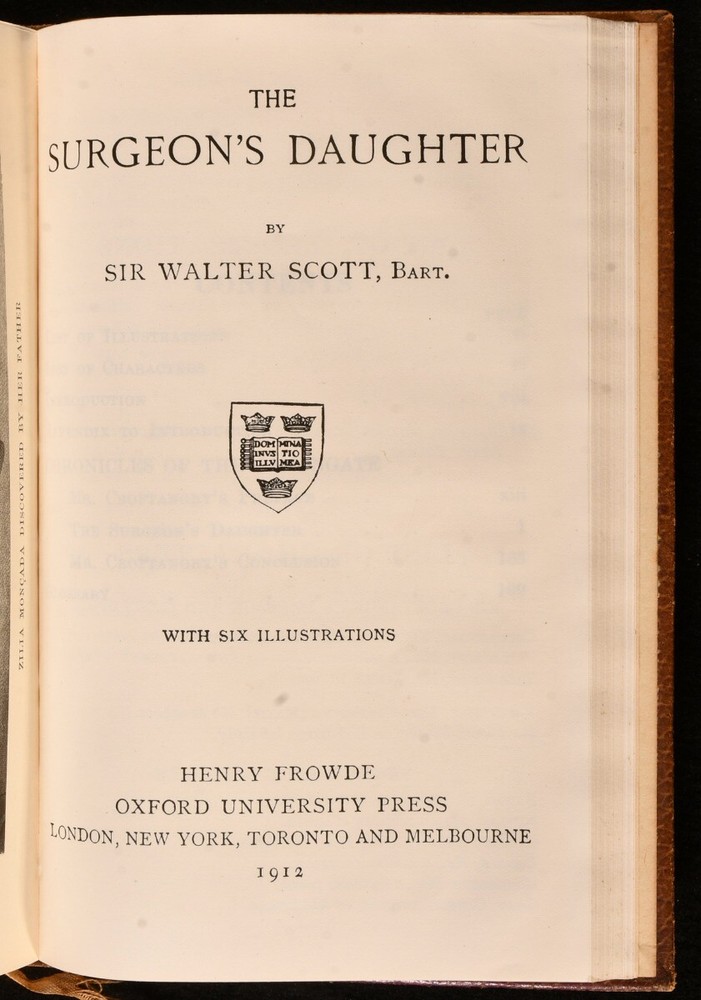 ZILIA MONÇADA DISCOVERED BY HER FATHER
THE
SURGEON'S DAUGHTER
BY
SIR WALTER SCOTT, BART.
DOM MINA
INVS TIO
ILLV MEA
WITH SIX ILLUSTRATIONS
HENRY FROWDE
OXFORD UNIVERSITY PRESS
LONDON, NEW YORK, TORONTO AND MELBOURNE
1912